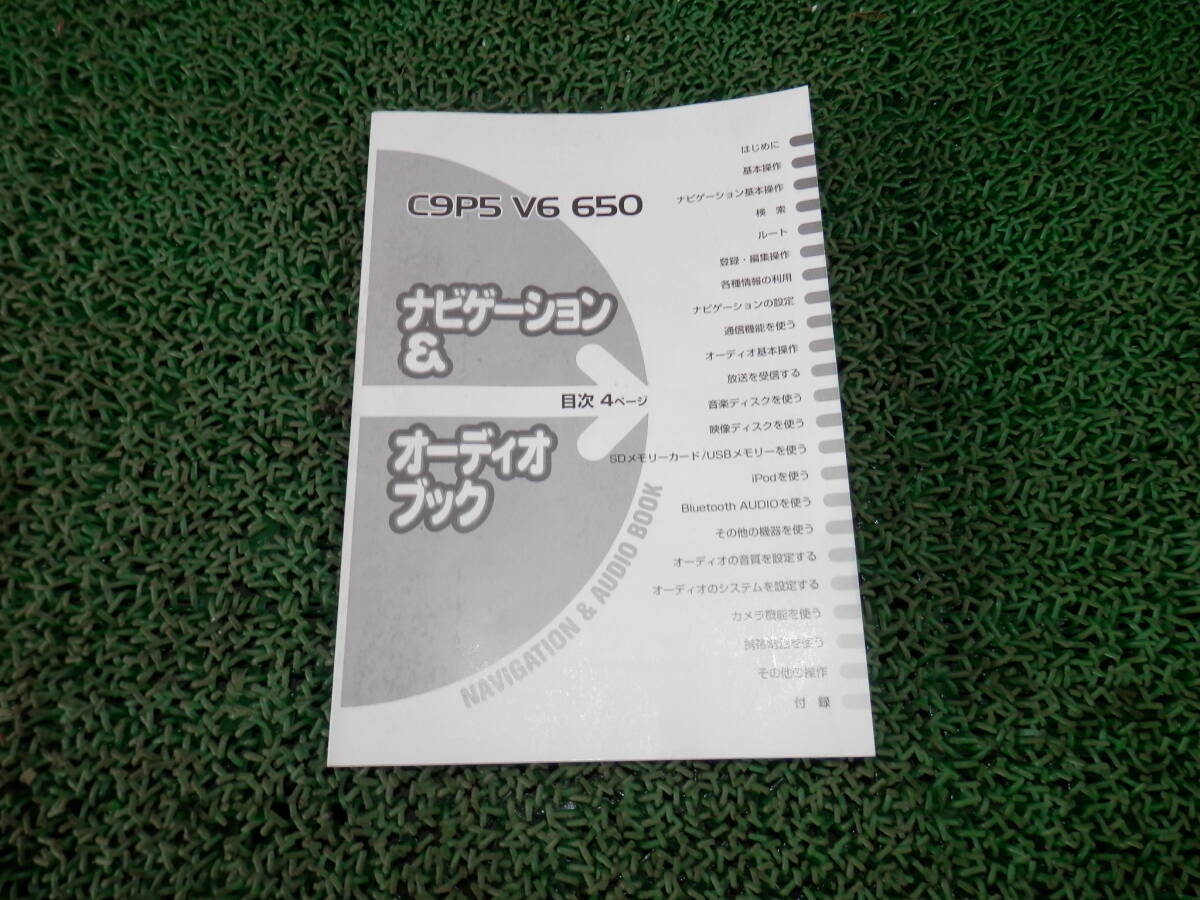 C9P5 V6 650
ナビゲーション
&
目次 4ページ
オーディオ
ブック
NAVIGATION & AUDIO BOOK
はじめに
基本操作
ナビゲーション基本操作
検 索
ルート
登録・編集操作
各種情報の利用
ナビゲーションの設定
通信機能を使う
オーディオ基本操作
放送を受信する
音楽ディスクを使う
映像ディスクを使う
SDメモリーカード/USBメモリーを使う
iPodを使う
Bluetooth AUDIOを使う
その他の機器を使う
オーディオの音質を設定する
オーディオのシステムを設定する
カメラ機能を使う
携帯電話を使う
その他の操作
付 録